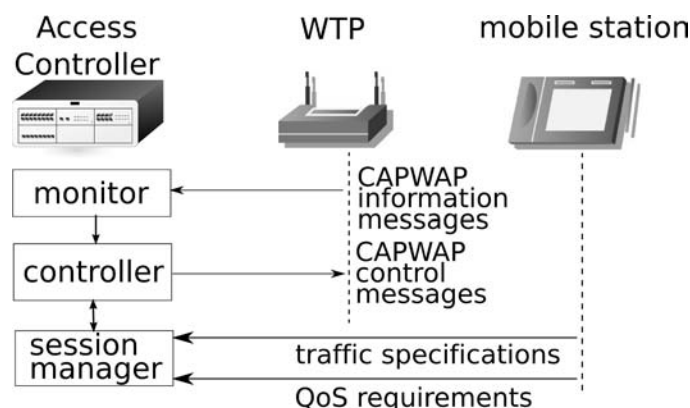 Access
Controller
WTP
mobile station
monitor
CAPWAP
information
messages
controller
CAPWAP
control
messages
session
manager
traffic specifications
QoS requirements